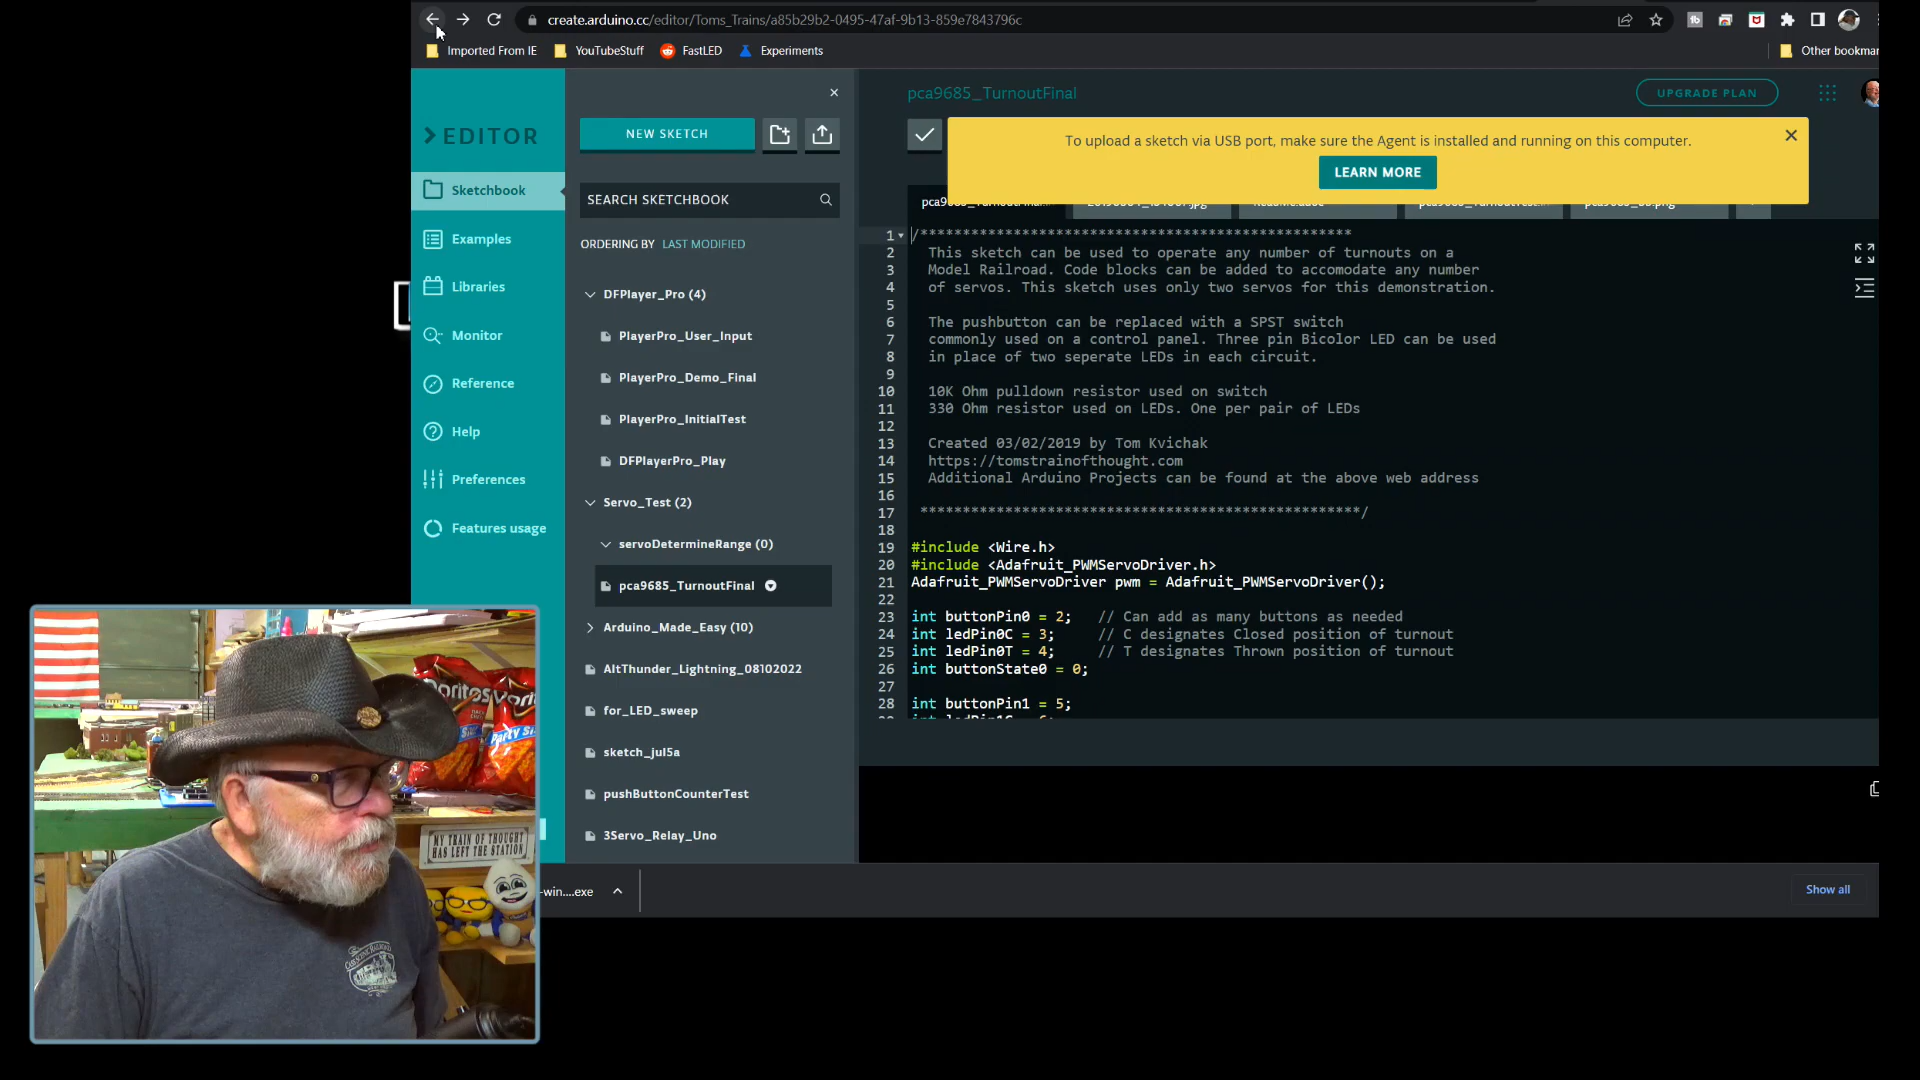 create.arduino.cc/editor/Toms_Trains/a85b29b2-0495-47af-9b13-859e7843796c
Imported From IE
YouTubeStuff
FastLED
Experiments
Other bookmar
EDITOR
Sketchbook
Examples
Libraries
Monitor
Reference
Help
Preferences
Features usage
NEW SKETCH
SEARCH SKETCHBOOK
ORDERING BY LAST MODIFIED
DFPlayer_Pro (4)
PlayerPro_User_Input
PlayerPro_Demo_Final
PlayerPro_InitialTest
DFPlayerPro_Play
Servo_Test (2)
servoDetermineRange (0)
pca9685_TurnoutFinal
Arduino_Made_Easy (10)
AltThunder_Lightning_08102022
for_LED_sweep
sketch_jul5a
pushButtonCounterTest
3Servo_Relay_Uno
pca9685_TurnoutFinal
UPGRADE PLAN
To upload a sketch via USB port, make sure the Agent is installed and running on this computer.
LEARN MORE
1 /***************************************************
2 This sketch can be used to operate any number of turnouts on a
3 Model Railroad. Code blocks can be added to accomodate any number
4 of servos. This sketch uses only two servos for this demonstration.
5
6 The pushbutton can be replaced with a SPST switch
7 commonly used on a control panel. Three pin Bicolor LED can be used
8 in place of two seperate LEDs in each circuit.
9
10 10K Ohm pulldown resistor used on switch
11 330 Ohm resistor used on LEDs. One per pair of LEDs
12
13 Created 03/02/2019 by Tom Kvichak
14 https://tomstrainofthought.com
15 Additional Arduino Projects can be found at the above web address
16
17 ****************************************************/
18
19 #include <Wire.h>
20 #include <Adafruit_PWMServoDriver.h>
21 Adafruit_PWMServoDriver pwm = Adafruit_PWMServoDriver();
22
23 int buttonPin0 = 2; // Can add as many buttons as needed
24 int ledPin0C = 3; // C designates Closed position of turnout
25 int ledPin0T = 4; // T designates Thrown position of turnout
26 int buttonState0 = 0;
27
28 int buttonPin1 = 5;
-win....exe
Show all
Doritos
PARTY SIZE
MY TRAIN OF THOUGHT
HAS LEFT THE STATION